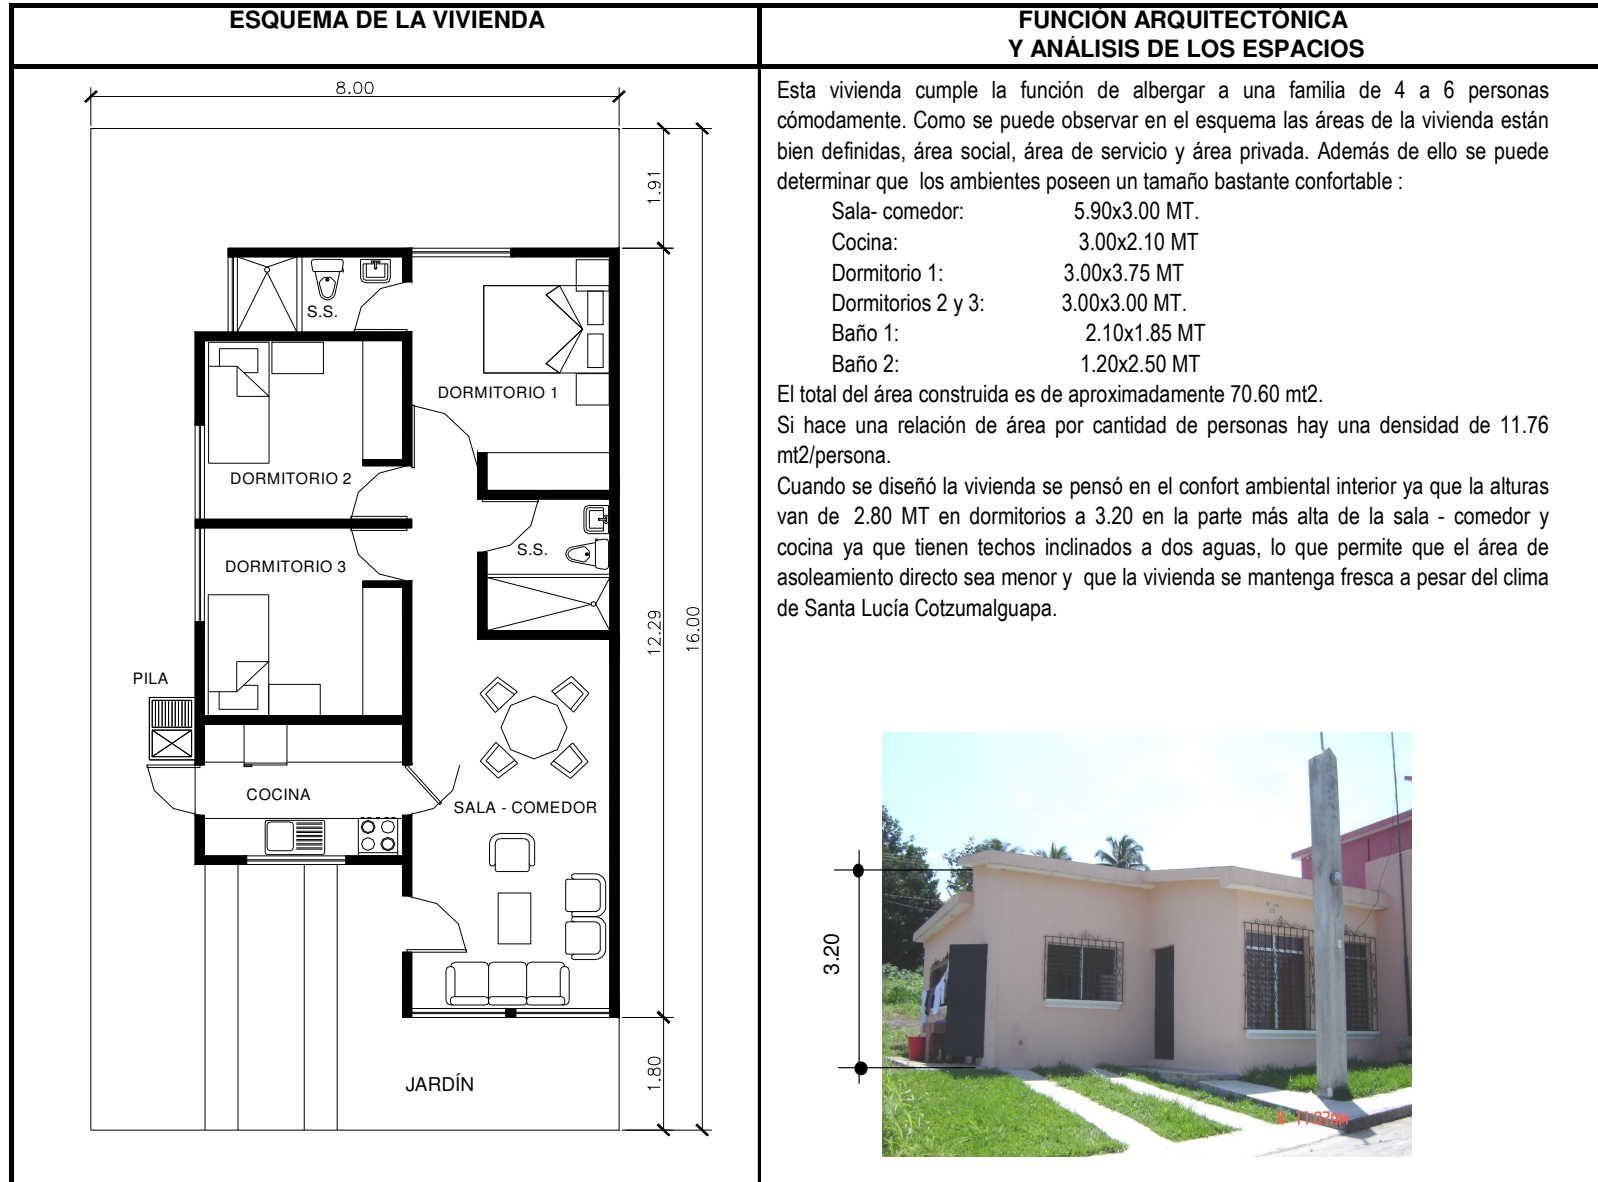 ESQUEMA DE LA VIVIENDA
FUNCIÓN ARQUITECTÓNICA
Y ANÁLISIS DE LOS ESPACIOS
8.00
1.91
S.S.
DORMITORIO 1
DORMITORIO 2
S.S.
DORMITORIO 3
12.29
16.00
PILA
COCINA
SALA - COMEDOR
JARDÍN
1.80
Esta vivienda cumple la función de albergar a una familia de 4 a 6 personas
cómodamente. Como se puede observar en el esquema las áreas de la vivienda están
bien definidas, área social, área de servicio y área privada. Además de ello se puede
determinar que los ambientes poseen un tamaño bastante confortable :
Sala- comedor: 5.90x3.00 MT.
Cocina: 3.00x2.10 MT
Dormitorio 1: 3.00x3.75 MT
Dormitorios 2 y 3: 3.00x3.00 MT.
Baño 1: 2.10x1.85 MT
Baño 2: 1.20x2.50 MT
El total del área construida es de aproximadamente 70.60 mt2.
Si hace una relación de área por cantidad de personas hay una densidad de 11.76
mt2/persona.
Cuando se diseñó la vivienda se pensó en el confort ambiental interior ya que la alturas
van de 2.80 MT en dormitorios a 3.20 en la parte más alta de la sala - comedor y
cocina ya que tienen techos inclinados a dos aguas, lo que permite que el área de
asoleamiento directo sea menor y que la vivienda se mantenga fresca a pesar del clima
de Santa Lucía Cotzumalguapa.
3.20
11:07AM